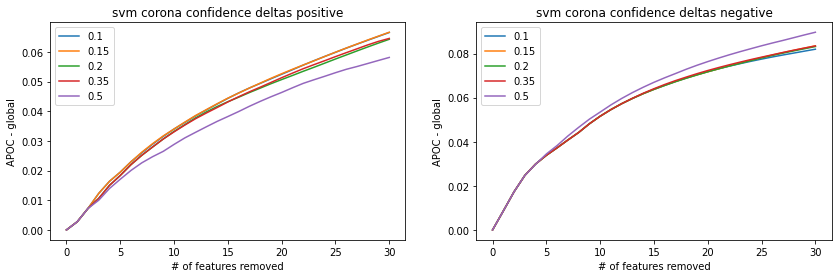 svm corona confidence deltas positive
APOC - global
0.06
0.05
0.04
0.03
0.02
0.01
0.00
0.1
0.15
0.2
0.35
0.5
0 5 10 15 20 25 30
# of features removed
svm corona confidence deltas negative
APOC - global
0.08
0.06
0.04
0.02
0.00
0.1
0.15
0.2
0.35
0.5
0 5 10 15 20 25 30
# of features removed